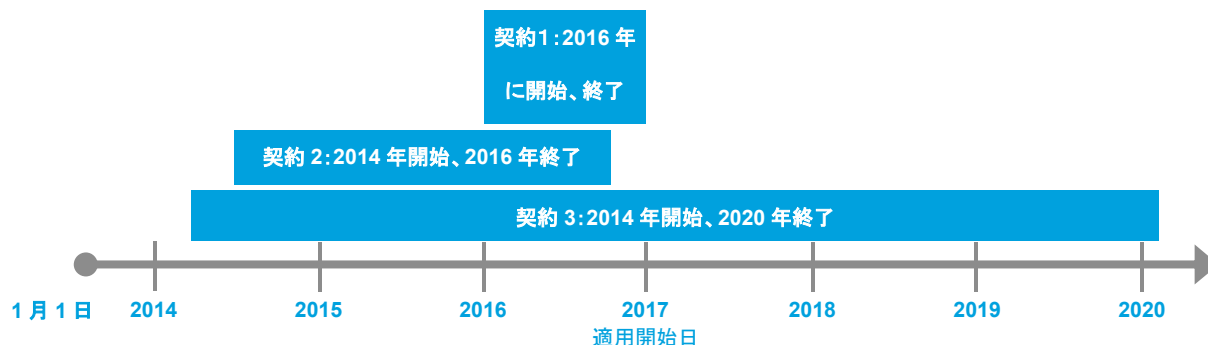 契約1：2016 年
に開始、終了
契約 2：2014 年開始、2016 年終了
契約 3：2014 年開始、2020 年終了
1 月 1 日 2014 2015 2016 2017 2018 2019 2020
適用開始日